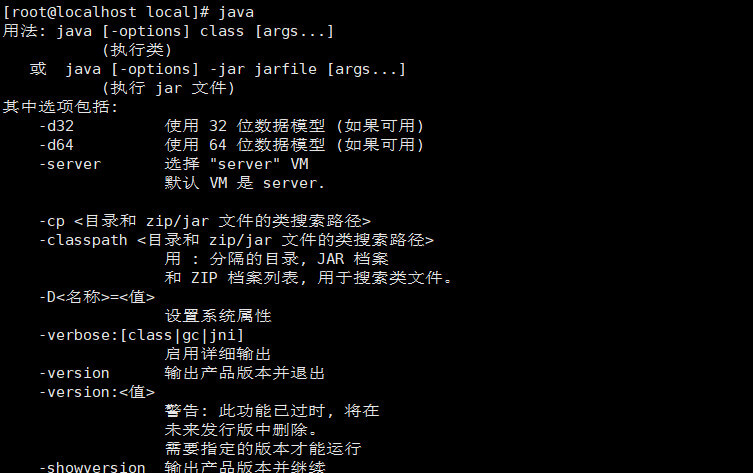 [root@localhost local]# java
用法: java [-options] class [args...]
(执行类)
或 java [-options] -jar jarfile [args...]
(执行 jar 文件)
其中选项包括:
-d32 使用 32 位数据模型 (如果可用)
-d64 使用 64 位数据模型 (如果可用)
-server 选择 "server" VM
默认 VM 是 server.
-cp <目录和 zip/jar 文件的类搜索路径>
-classpath <目录和 zip/jar 文件的类搜索路径>
用 : 分隔的目录, JAR 档案
和 ZIP 档案列表, 用于搜索类文件。
-D<名称>=<值>
设置系统属性
-verbose:[class|gc|jni]
启用详细输出
-version 输出产品版本并退出
-version:<值>
警告: 此功能已过时, 将在
未来发行版中删除。
需要指定的版本才能运行
-showversion 输出产品版本并继续